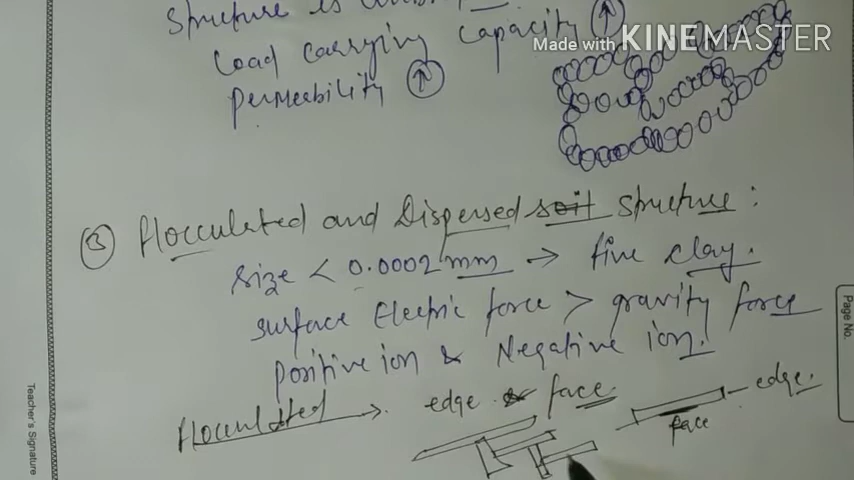 structure is
Load carrying capacity ↑
Made with KINEMASTER
permeability ↑
③ flocculated and Dispersed soil structure :
size < 0.0002 mm → fine clay.
surface Electric force > gravity force
positive ion & Negative ion.
flocculated → edge & face
edge.
face
Page No.
Teacher's Signature